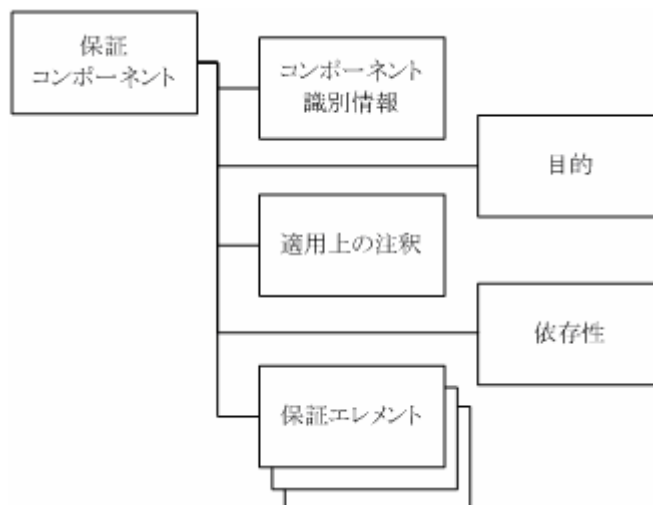 保証
コンポーネント
コンポーネント
識別情報
目的
適用上の注釈
依存性
保証エレメント